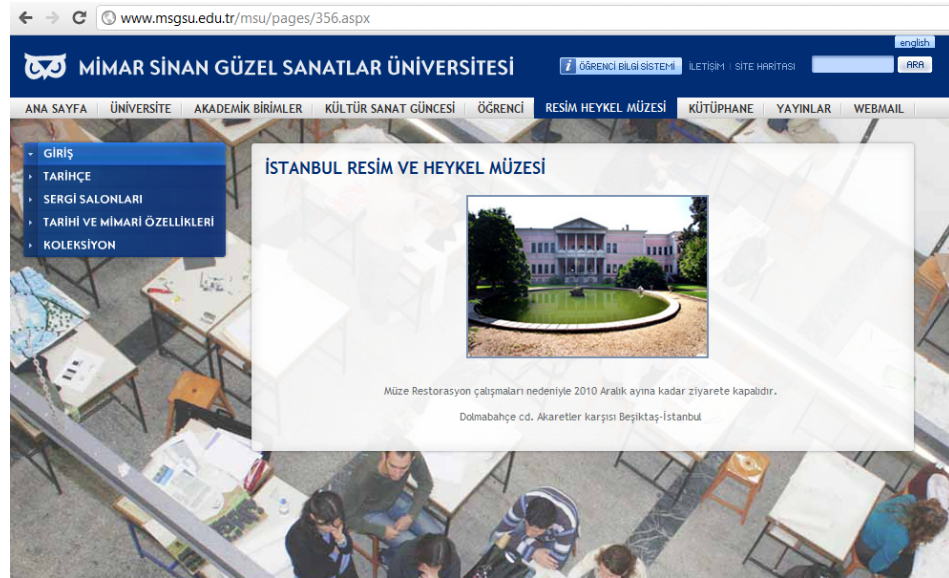 www.msgsu.edu.tr/msu/pages/356.aspx
english
MİMAR SİNAN GÜZEL SANATLAR ÜNİVERSİTESİ
i ÖĞRENCİ BİLGİ SİSTEMİ İLETİŞİM | SİTE HARİTASI ARA
ANA SAYFA ÜNİVERSİTE AKADEMİK BİRİMLER KÜLTÜR SANAT GÜNCESİ ÖĞRENCİ RESİM HEYKEL MÜZESİ KÜTÜPHANE YAYINLAR WEBMAIL
GİRİŞ
TARİHÇE
SERGİ SALONLARI
TARİHİ VE MİMARİ ÖZELLİKLERİ
KOLEKSİYON
İSTANBUL RESİM VE HEYKEL MÜZESİ
Müze Restorasyon çalışmaları nedeniyle 2010 Aralık ayına kadar ziyarete kapalıdır.
Dolmabahçe cd. Akaretler karşısı Beşiktaş-İstanbul